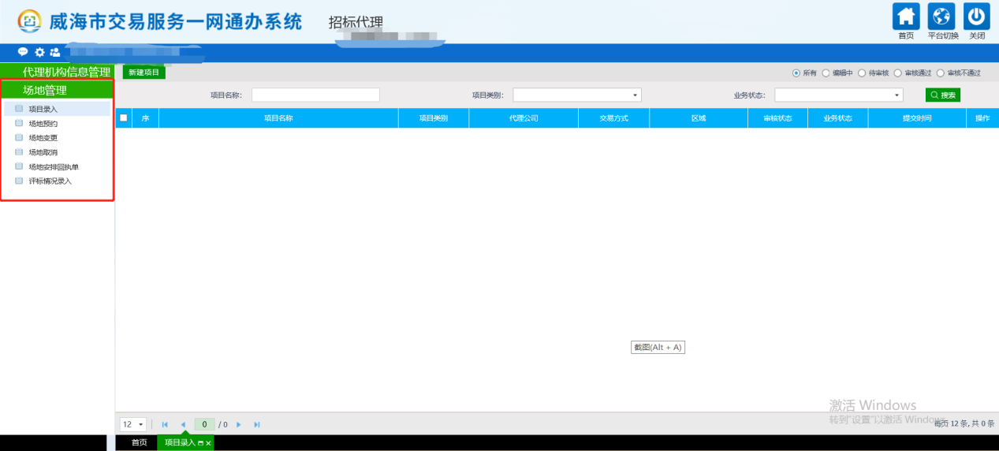 威海市交易服务一网通办系统
招标代理
首页 平台切换 关闭
代理机构信息管理
新建项目
所有 编辑中 待审核 审核通过 审核不通过
场地管理
项目名称: 项目类别: 业务状态: 搜索
序 项目名称 项目类别 代理公司 交易方式 区域 审核状态 业务状态 提交时间 操作
项目录入
场地预约
场地变更
场地取消
场地安排回执单
评标情况录入
截图(Alt + A)
激活 Windows
转到"设置"以激活 Windows
12 0 / 0 每页 12 条, 共 0 条
首页 项目录入